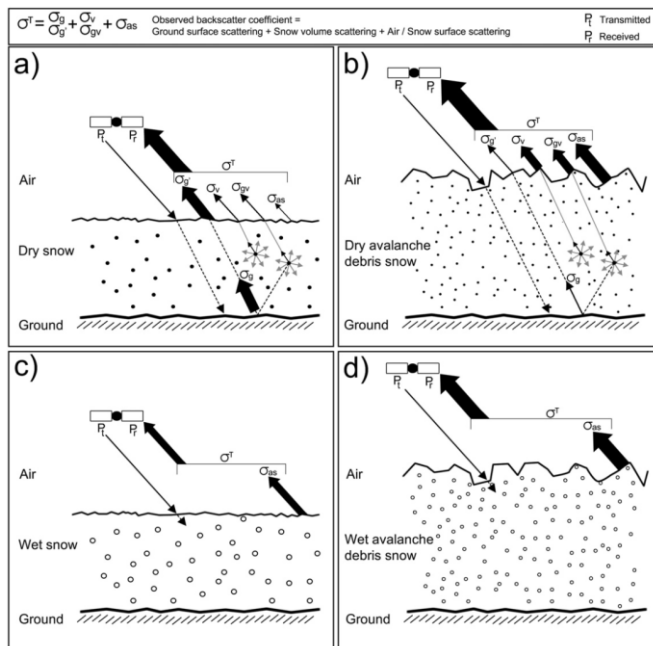 σᵀ = σg/σg' + σv/σgv + σas
Observed backscatter coefficient =
Ground surface scattering + Snow volume scattering + Air / Snow surface scattering
Pt Transmitted
Pr Received
a)
Pt Pr
σᵀ
σg' σv σgv σas
Air
Dry snow
σg
Ground
b)
Pt Pr
σᵀ
σg' σv σgv σas
Air
Dry avalanche
debris snow
σg
Ground
c)
Pt Pr
σᵀ
σas
Air
Wet snow
Ground
d)
Pt Pr
σᵀ
σas
Air
Wet avalanche
debris snow
Ground